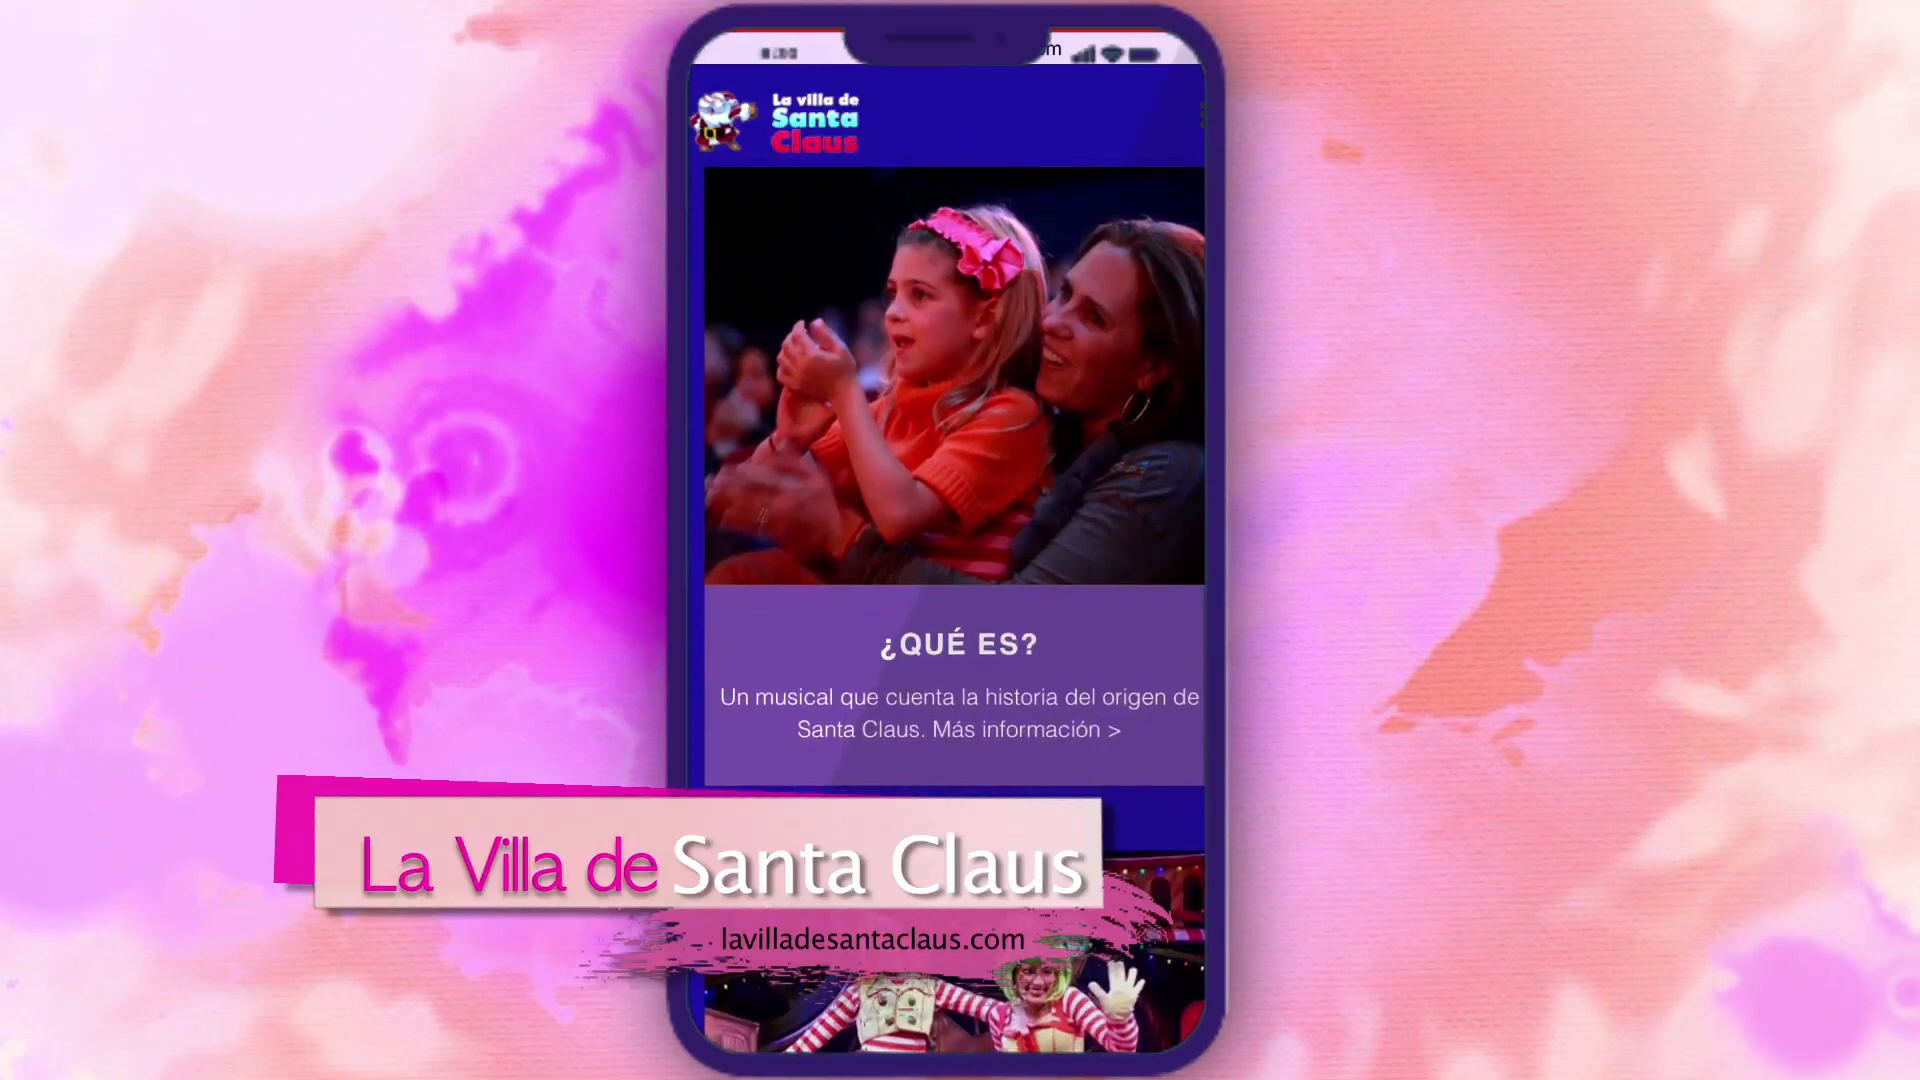 om
La villa de
Santa
Claus
¿QUÉ ES?
Un musical que cuenta la historia del origen de
Santa Claus. Más información >
La Villa de Santa Claus
lavilladesantaclaus.com